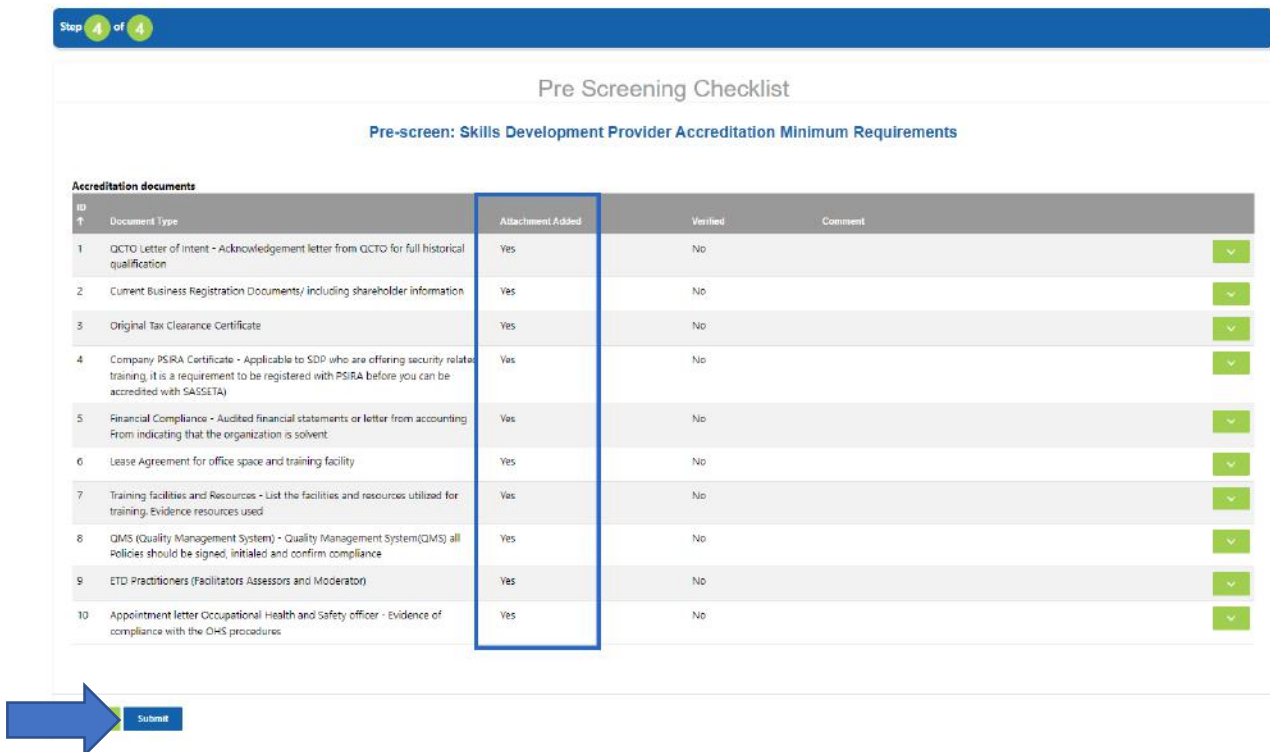 Step 4 of 4
Pre Screening Checklist
Pre-screen: Skills Development Provider Accreditation Minimum Requirements
Accreditation documents
ID ↑ Document Type Attachment Added Verified Comment
1 QCTO Letter of Intent - Acknowledgement letter from QCTO for full historical Yes No
qualification
2 Current Business Registration Documents/ including shareholder information Yes No
3 Original Tax Clearance Certificate Yes No
4 Company PSIRA Certificate - Applicable to SDP who are offering security related Yes No
training, it is a requirement to be registered with PSIRA before you can be
accredited with SASSETA)
5 Financial Compliance - Audited financial statements or letter from accounting Yes No
From indicating that the organization is solvent
6 Lease Agreement for office space and training facility Yes No
7 Training facilities and Resources - List the facilities and resources utilized for Yes No
training. Evidence resources used
8 QMS (Quality Management System) - Quality Management System(QMS) all Yes No
Policies should be signed, initialed and confirm compliance
9 ETD Practitioners (Facilitators Assessors and Moderator) Yes No
10 Appointment letter Occupational Health and Safety officer - Evidence of Yes No
compliance with the OHS procedures
Submit